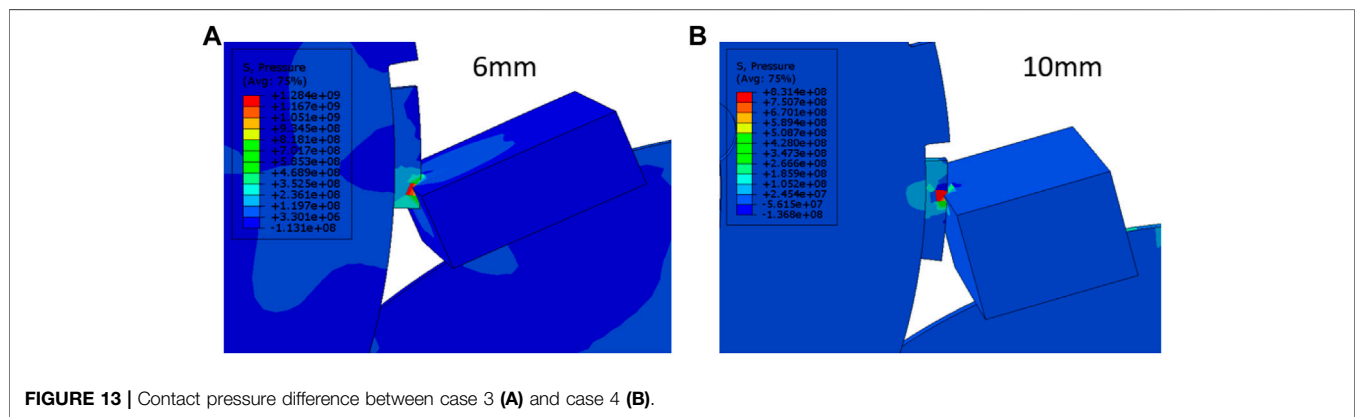 A
6mm
S, Pressure
(Avg: 75%)
+1.284e+09
+1.167e+09
+1.051e+09
+9.345e+08
+8.181e+08
+7.017e+08
+5.853e+08
+4.689e+08
+3.525e+08
+2.361e+08
+1.197e+08
+3.301e+06
-1.131e+08
B
10mm
S, Pressure
(Avg: 75%)
+8.314e+08
+7.507e+08
+6.701e+08
+5.894e+08
+5.087e+08
+4.280e+08
+3.473e+08
+2.666e+08
+1.859e+08
+1.052e+08
+2.454e+07
-5.615e+07
-1.368e+08
FIGURE 13 | Contact pressure difference between case 3 (A) and case 4 (B).